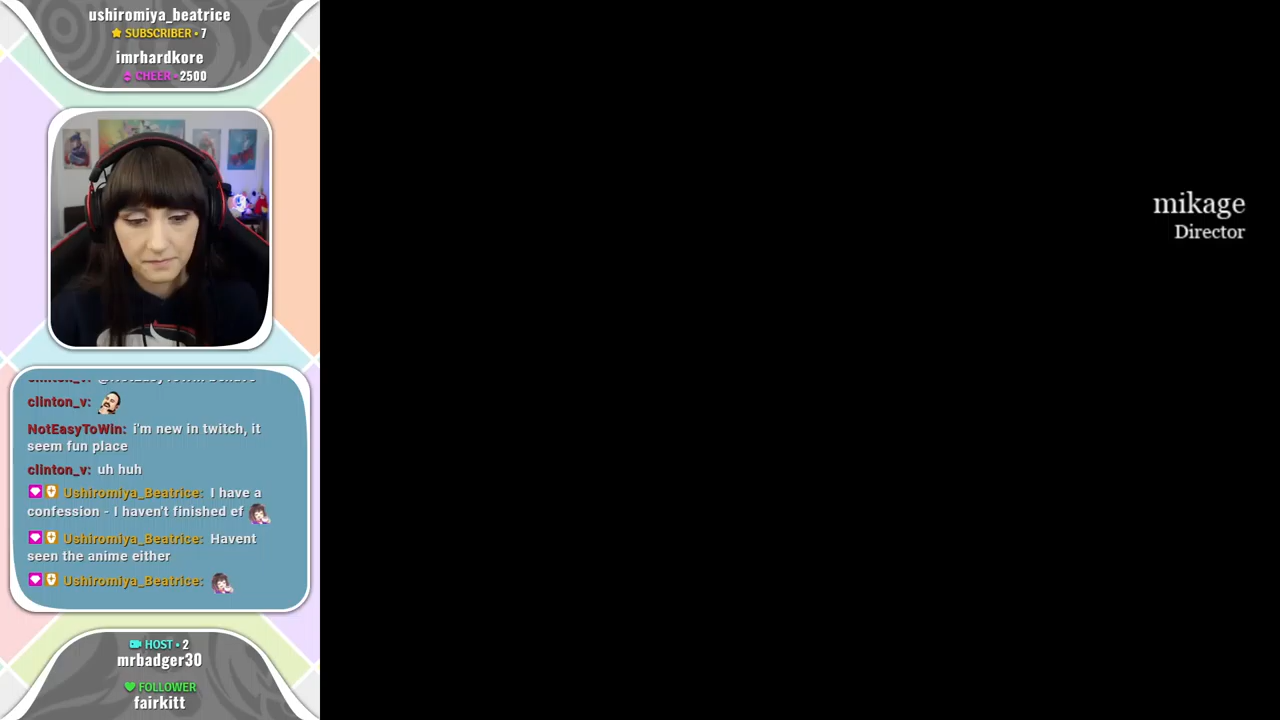 ushiromiya_beatrice
SUBSCRIBER • 7
imrhardkore
CHEER • 2500
clinton_v:
clinton_v:
NotEasyToWin: i'm new in twitch, it
seem fun place
clinton_v: uh huh
Ushiromiya_Beatrice: I have a
confession - I haven't finished ef
Ushiromiya_Beatrice: Havent
seen the anime either
Ushiromiya_Beatrice:
HOST • 2
mrbadger30
FOLLOWER
fairkitt
mikage
Director